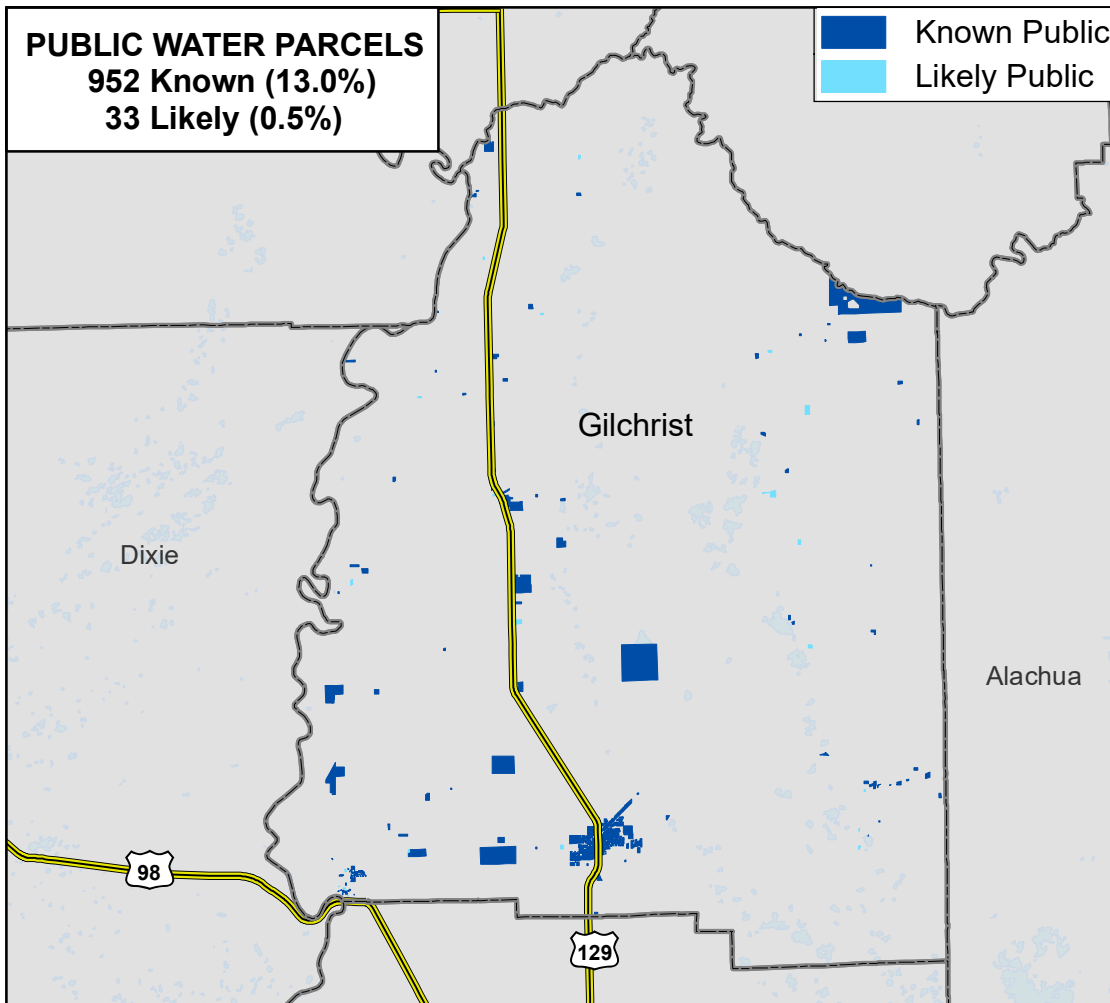 PUBLIC WATER PARCELS
952 Known (13.0%)
33 Likely (0.5%)
Known Public
Likely Public
Gilchrist
Dixie
Alachua
98
129